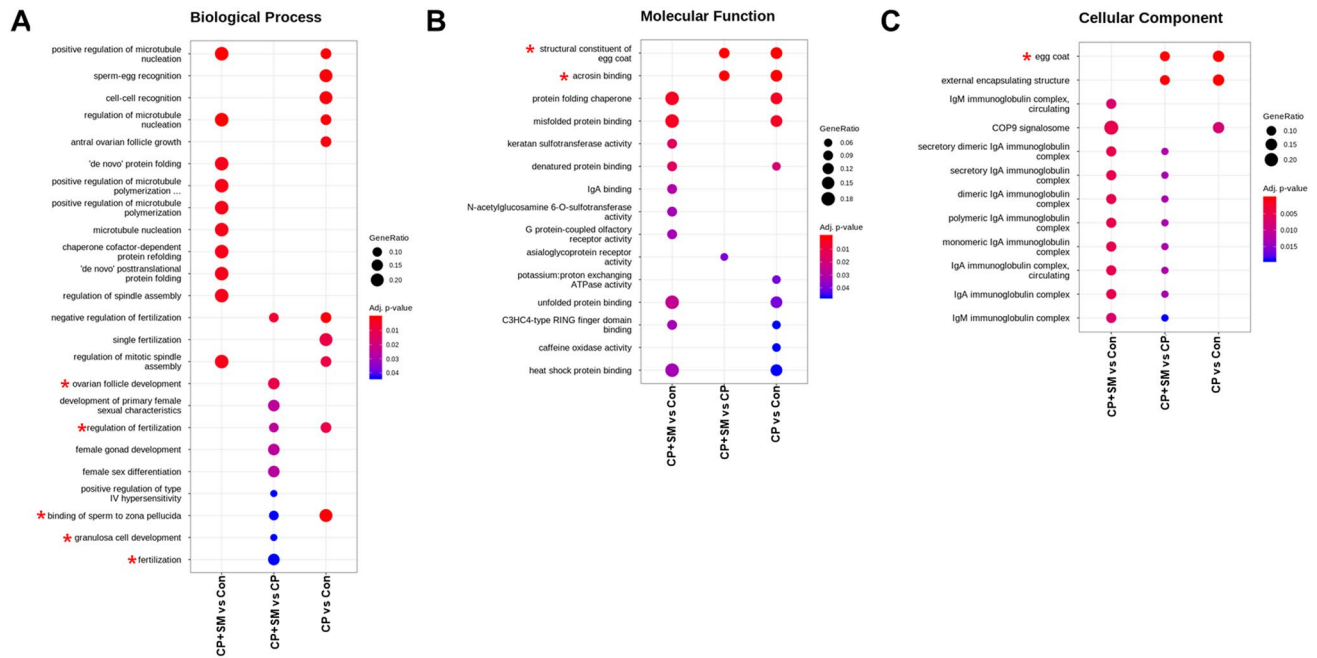 A
Biological Process
positive regulation of microtubule
nucleation
sperm-egg recognition
cell-cell recognition
regulation of microtubule
nucleation
antral ovarian follicle growth
'de novo' protein folding
positive regulation of microtubule
polymerization ...
positive regulation of microtubule
polymerization
microtubule nucleation
chaperone cofactor-dependent
protein refolding
'de novo' posttranslational
protein folding
regulation of spindle assembly
negative regulation of fertilization
single fertilization
regulation of mitotic spindle
assembly
* ovarian follicle development
development of primary female
sexual characteristics
* regulation of fertilization
female gonad development
female sex differentiation
positive regulation of type
IV hypersensitivity
* binding of sperm to zona pellucida
* granulosa cell development
* fertilization
CP+SM vs Con
CP+SM vs CP
CP vs Con
GeneRatio
0.10
0.15
0.20
Adj. p-value
0.01
0.02
0.03
0.04
B
Molecular Function
* structural constituent of
egg coat
* acrosin binding
protein folding chaperone
misfolded protein binding
keratan sulfotransferase activity
denatured protein binding
IgA binding
N-acetylglucosamine 6-O-sulfotransferase
activity
G protein-coupled olfactory
receptor activity
asialoglycoprotein receptor
activity
potassium:proton exchanging
ATPase activity
unfolded protein binding
C3HC4-type RING finger domain
binding
caffeine oxidase activity
heat shock protein binding
CP+SM vs Con
CP+SM vs CP
CP vs Con
GeneRatio
0.06
0.09
0.12
0.15
0.18
Adj. p-value
0.01
0.02
0.03
0.04
C
Cellular Component
* egg coat
external encapsulating structure
IgM immunoglobulin complex,
circulating
COP9 signalosome
secretory dimeric IgA immunoglobulin
complex
secretory IgA immunoglobulin
complex
dimeric IgA immunoglobulin
complex
polymeric IgA immunoglobulin
complex
monomeric IgA immunoglobulin
complex
IgA immunoglobulin complex,
circulating
IgA immunoglobulin complex
IgM immunoglobulin complex
CP+SM vs Con
CP+SM vs CP
CP vs Con
GeneRatio
0.10
0.15
0.20
Adj. p-value
0.005
0.010
0.015